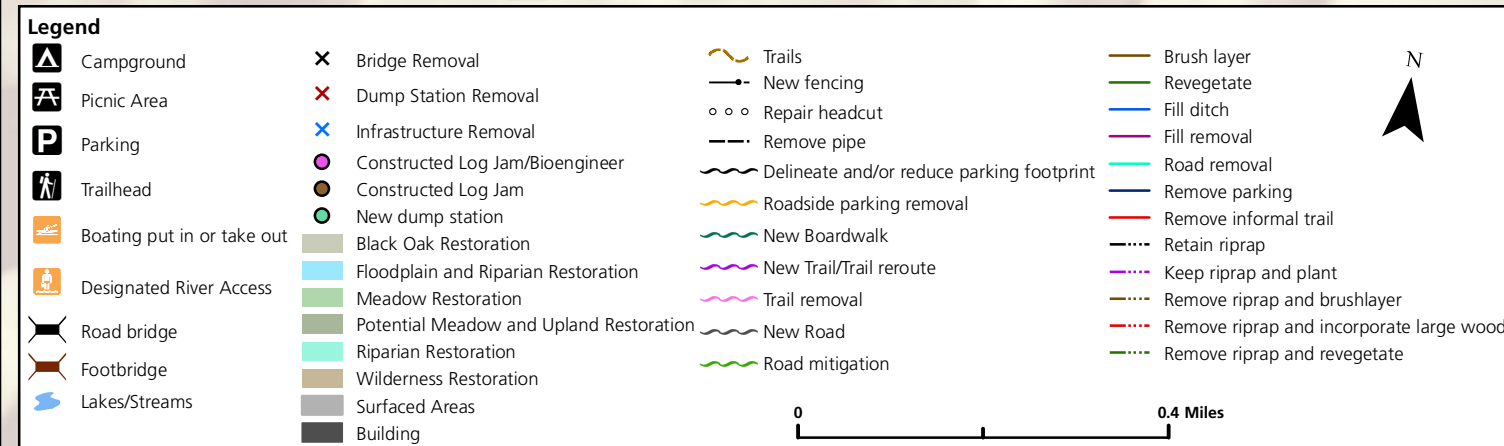 Legend
Campground
Picnic Area
P
Parking
Trailhead
Boating put in or take out
Designated River Access
Road bridge
Footbridge
Lakes/Streams
Bridge Removal
Dump Station Removal
Infrastructure Removal
Constructed Log Jam/Bioengineer
Constructed Log Jam
New dump station
Black Oak Restoration
Floodplain and Riparian Restoration
Meadow Restoration
Potential Meadow and Upland Restoration
Riparian Restoration
Wilderness Restoration
Surfaced Areas
Building
Trails
New fencing
Repair headcut
Remove pipe
Delineate and/or reduce parking footprint
Roadside parking removal
New Boardwalk
New Trail/Trail reroute
Trail removal
New Road
Road mitigation
Brush layer
Revegetate
Fill ditch
Fill removal
Road removal
Remove parking
Remove informal trail
Retain riprap
Keep riprap and plant
Remove riprap and brushlayer
Remove riprap and incorporate large wood
Remove riprap and revegetate
N
0 0.4 Miles